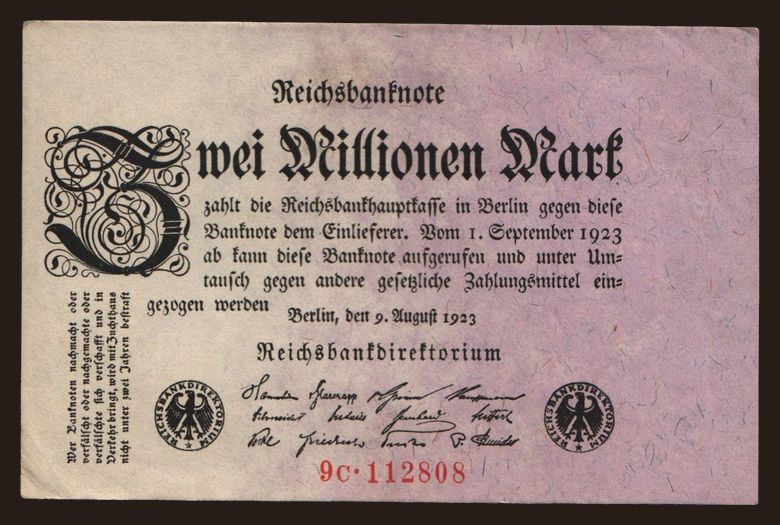 Reichsbanknote
Zwei Millionen Mark
zahlt die Reichsbankhauptkasse in Berlin gegen diese
Banknote dem Einlieferer. Vom 1. September 1923
ab kann diese Banknote aufgerufen und unter Um=
tausch gegen andere gesetzliche Zahlungsmittel ein=
gezogen werden
Berlin, den 9. August 1923
Reichsbankdirektorium
Wer Banknoten nachmacht oder
verfälscht oder nachgemachte oder
verfälschte sich verschafft und in
Verkehr bringt, wird mit Zuchthaus
nicht unter zwei Jahren bestraft
REICHSBANKDIREKTORIUM
REICHSBANKDIREKTORIUM
9C·112808